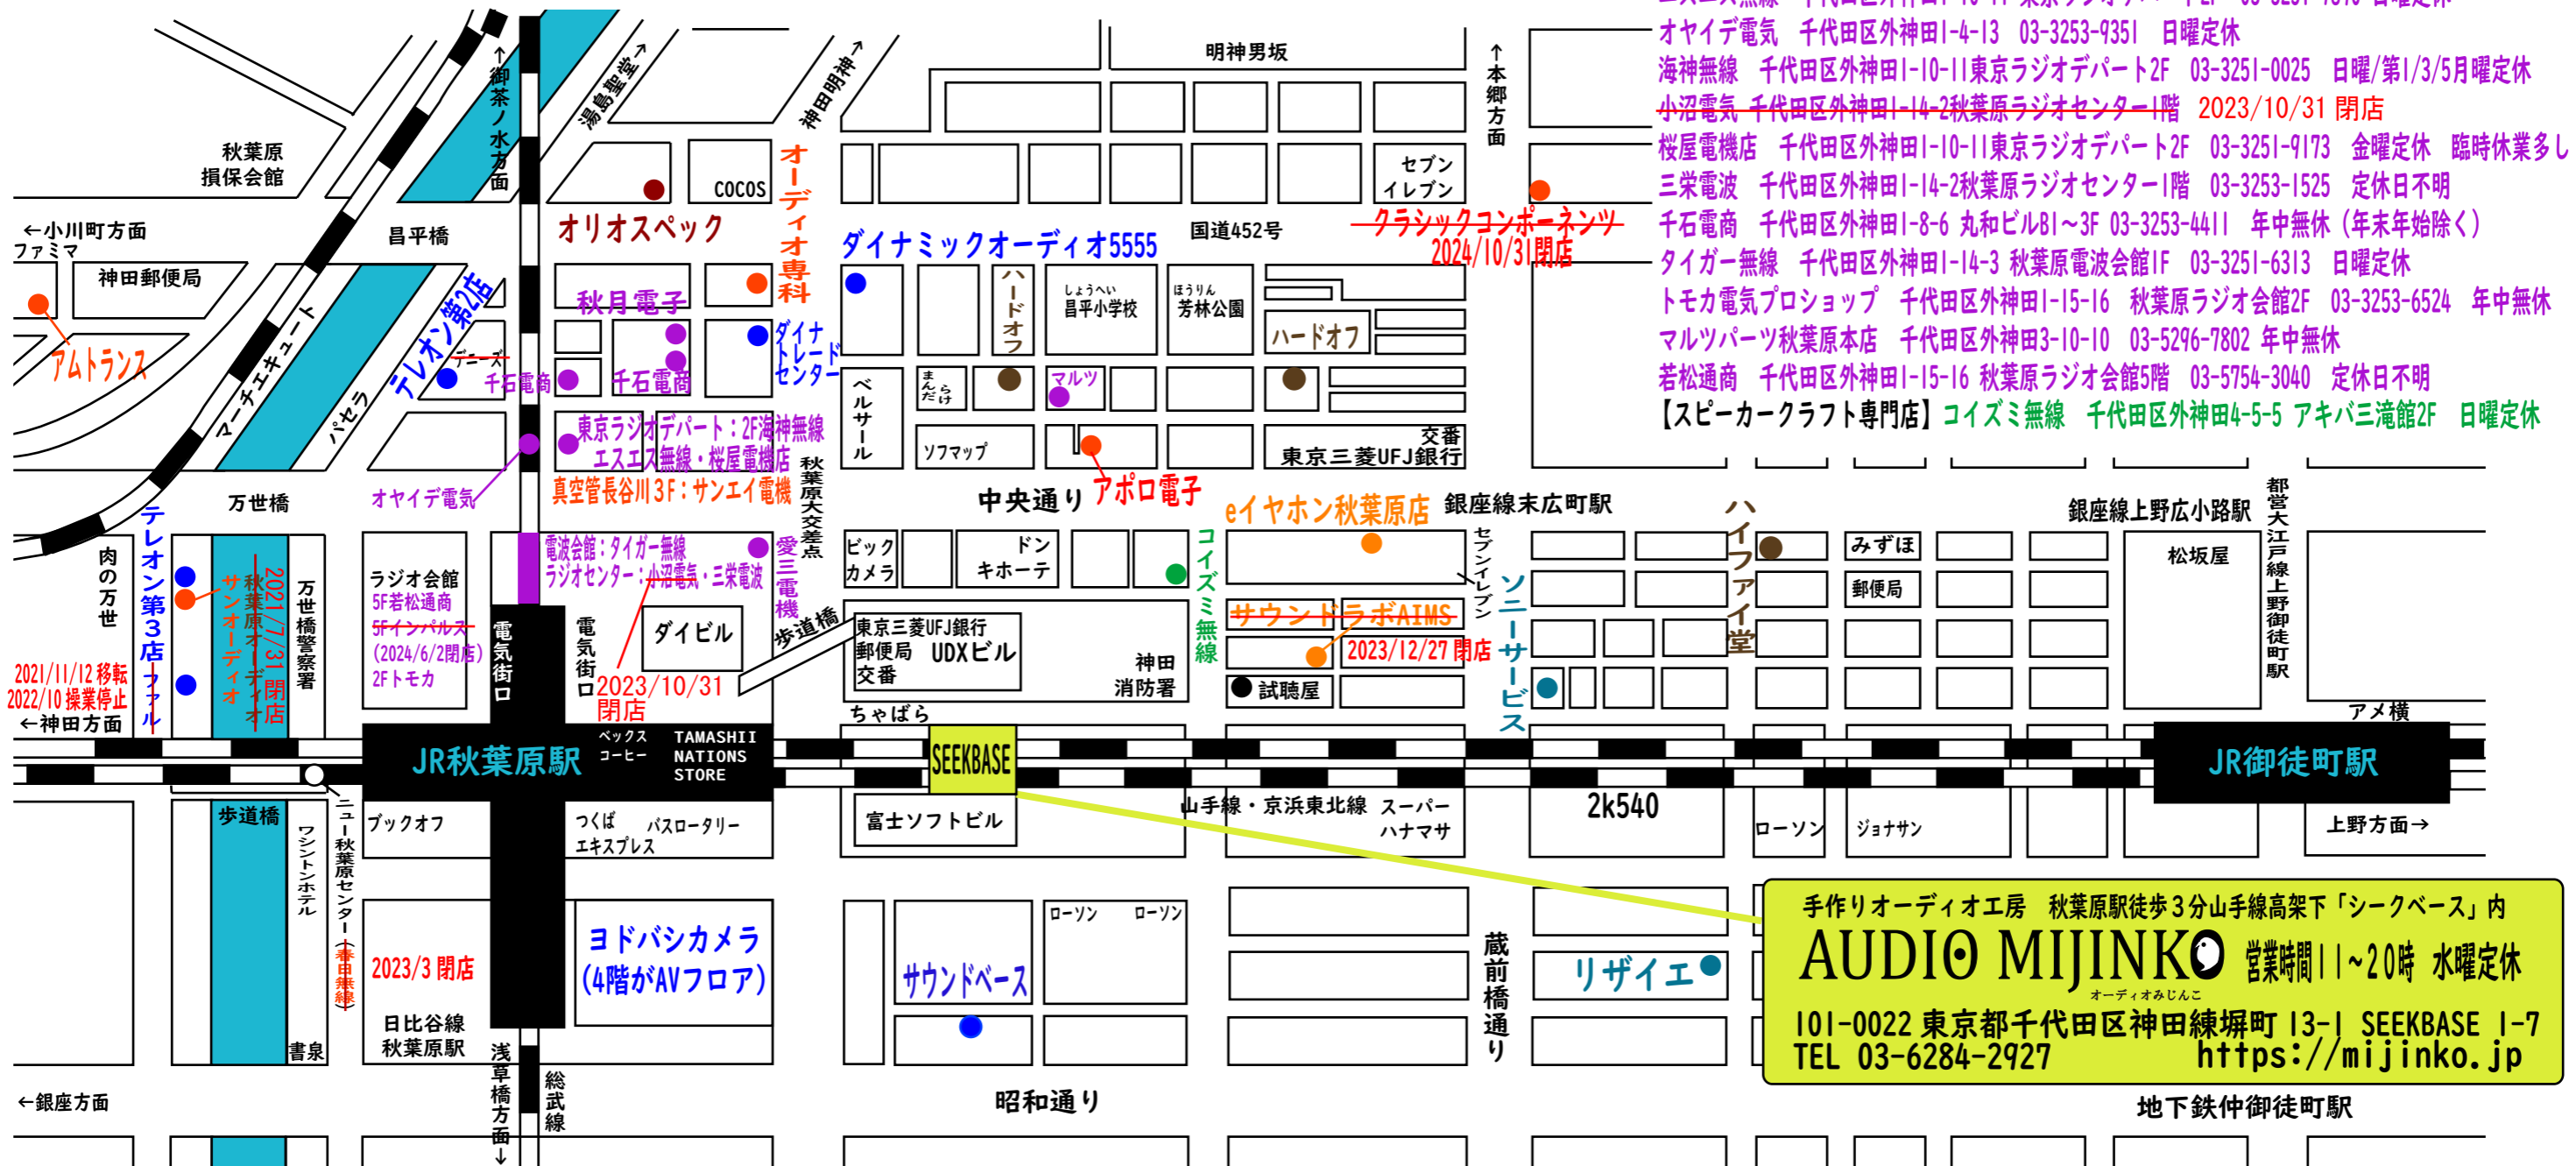 オヤイデ電気 千代田区外神田1-4-13 03-3253-9351 日曜定休
海神無線 千代田区外神田1-10-11東京ラジオデパート2F 03-3251-0025 日曜/第1/3/5月曜定休
小沼電気 千代田区外神田1-14-2秋葉原ラジオセンター1階 2023/10/31 閉店
桜屋電機店 千代田区外神田1-10-11東京ラジオデパート2F 03-3251-9173 金曜定休 臨時休業多し
三栄電波 千代田区外神田1-14-2秋葉原ラジオセンター1階 03-3253-1525 定休日不明
千石電商 千代田区外神田1-8-6 丸和ビルB1～3F 03-3253-4411 年中無休（年末年始除く）
タイガー無線 千代田区外神田1-14-3 秋葉原電波会館1F 03-3251-6313 日曜定休
トモカ電気プロショップ 千代田区外神田1-15-16 秋葉原ラジオ会館2F 03-3253-6524 年中無休
マルツパーツ秋葉原本店 千代田区外神田3-10-10 03-5296-7802 年中無休
若松通商 千代田区外神田1-15-16 秋葉原ラジオ会館5階 03-5754-3040 定休日不明
【スピーカークラフト専門店】コイズミ無線 千代田区外神田4-5-5 アキバ三滝館2F 日曜定休
↑御茶ノ水方面
湯島聖堂→
神田明神→
明神男坂
↑本郷方面
秋葉原
損保会館
COCOS
オーディオ専科
セブン
イレブン
←小川町方面
ファミマ
神田郵便局
昌平橋
オリオスペック
ダイナミックオーディオ5555
国道452号
クラシックコンポーネンツ
2024/10/31閉店
アムトランス
マーチエキュート
パセラ
テレオン第2店
デニーズ
秋月電子
千石電商
千石電商
ダイナ
トレード
センター
ハードオフ
しょうへい
昌平小学校
ほうりん
芳林公園
ハードオフ
ベルサール
まんだらけ
マルツ
ソフマップ
交番
東京三菱UFJ銀行
東京ラジオデパート：2F海神無線
エスエス無線・桜屋電機店
真空管長谷川3F：サンエイ電機
オヤイデ電気
秋葉原大交差点
万世橋
中央通り
アポロ電子
eイヤホン秋葉原店
銀座線末広町駅
ハイファイ堂
銀座線上野広小路駅
都営大江戸線上野御徒町駅
肉の万世
テレオン第3店
ファル
サンオーディオ
秋葉原オーディオ
2021/7/31 閉店
万世橋警察署
2021/11/12 移転
2022/10 操業停止
←神田方面
ラジオ会館
5F若松通商
5Fインパルス
（2024/6/2閉店）
2Fトモカ
電気街口
電波会館：タイガー無線
ラジオセンター：小沼電気・三栄電波
愛三電機
電気街口
2023/10/31
閉店
ダイビル
歩道橋
ビック
カメラ
ドン
キホーテ
コイズミ無線
東京三菱UFJ銀行
郵便局
交番
UDXビル
神田
消防署
サウンドラボAIMS
2023/12/27 閉店
試聴屋
セブンイレブン
ソニーサービス
みずほ
郵便局
松坂屋
アメ横
ちゃばら
JR秋葉原駅
ベックス
コーヒー
TAMASHII
NATIONS
STORE
SEEKBASE
JR御徒町駅
歩道橋
ワシントンホテル
ニュー秋葉原センター（春日無線）
ブックオフ
つくば
エキスプレス
バスロータリー
富士ソフトビル
山手線・京浜東北線
スーパー
ハナマサ
2k540
ローソン
ジョナサン
上野方面→
2023/3 閉店
日比谷線
秋葉原駅
書泉
ヨドバシカメラ
(4階がAVフロア)
サウンドベース
ローソン
ローソン
蔵前橋通り
リザイエ
手作りオーディオ工房 秋葉原駅徒歩3分山手線高架下「シークベース」内
AUDIO MIJINKO 営業時間11～20時 水曜定休
オーディオみじんこ
101-0022 東京都千代田区神田練塀町 13-1 SEEKBASE 1-7
TEL 03-6284-2927 https://mijinko.jp
←銀座方面
浅草橋方面→
総武線
昭和通り
地下鉄仲御徒町駅